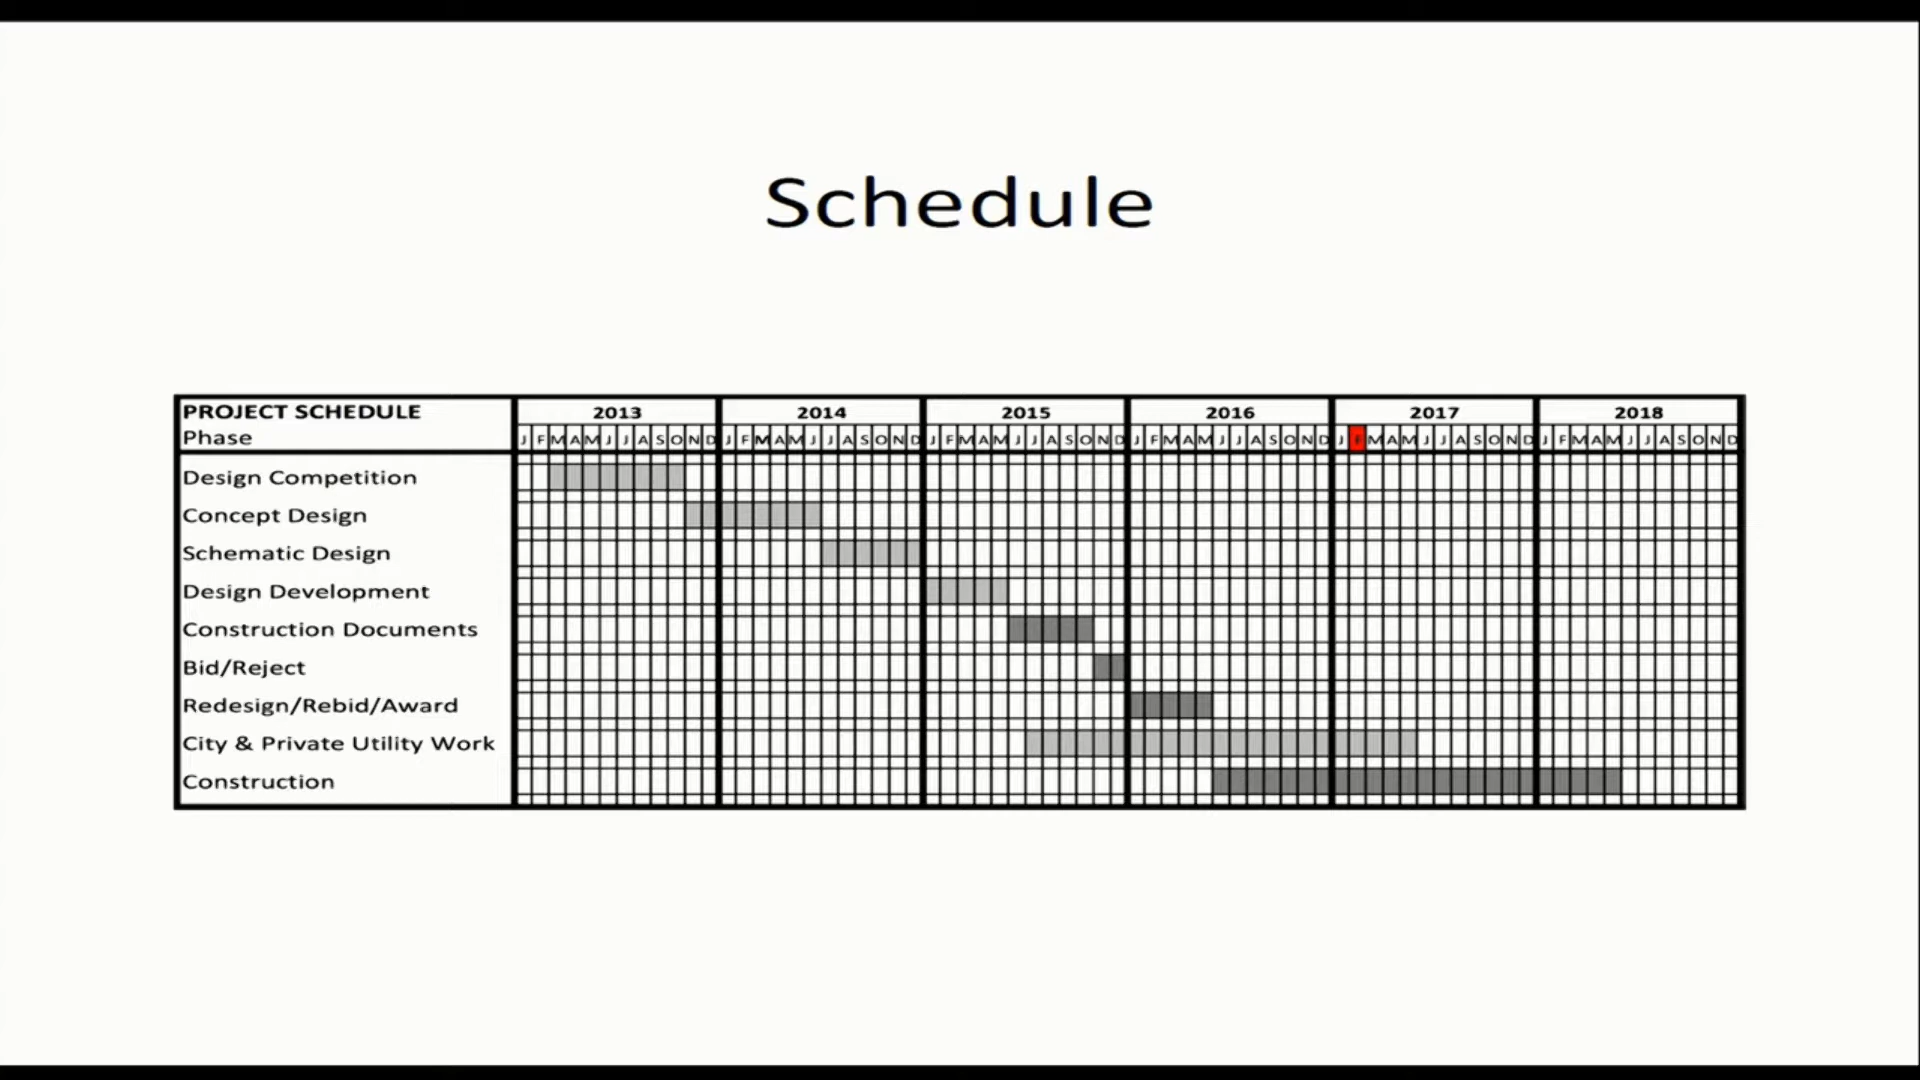 Schedule
PROJECT SCHEDULE 2013 2014 2015 2016 2017 2018
Phase J F M A M J J A S O N D J F M A M J J A S O N D J F M A M J J A S O N D J F M A M J J A S O N D J F M A M J J A S O N D J F M A M J J A S O N D
Design Competition
Concept Design
Schematic Design
Design Development
Construction Documents
Bid/Reject
Redesign/Rebid/Award
City & Private Utility Work
Construction